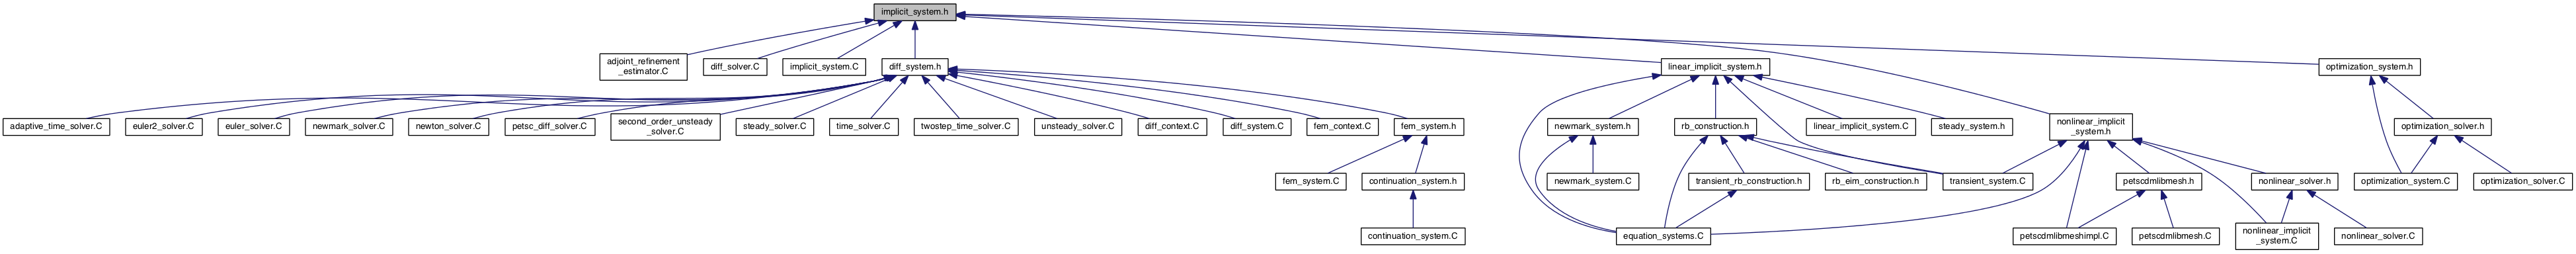 implicit_system.h
adjoint_refinement
_estimator.C
diff_solver.C
implicit_system.C
diff_system.h
linear_implicit_system.h
optimization_system.h
adaptive_time_solver.C
euler2_solver.C
euler_solver.C
newmark_solver.C
newton_solver.C
petsc_diff_solver.C
second_order_unsteady
_solver.C
steady_solver.C
time_solver.C
twostep_time_solver.C
unsteady_solver.C
diff_context.C
diff_system.C
fem_context.C
fem_system.h
newmark_system.h
rb_construction.h
linear_implicit_system.C
steady_system.h
nonlinear_implicit
_system.h
optimization_solver.h
fem_system.C
continuation_system.h
newmark_system.C
transient_rb_construction.h
rb_eim_construction.h
transient_system.C
petscdmlibmesh.h
nonlinear_solver.h
optimization_system.C
optimization_solver.C
continuation_system.C
equation_systems.C
petscdmlibmeshimpl.C
petscdmlibmesh.C
nonlinear_implicit
_system.C
nonlinear_solver.C